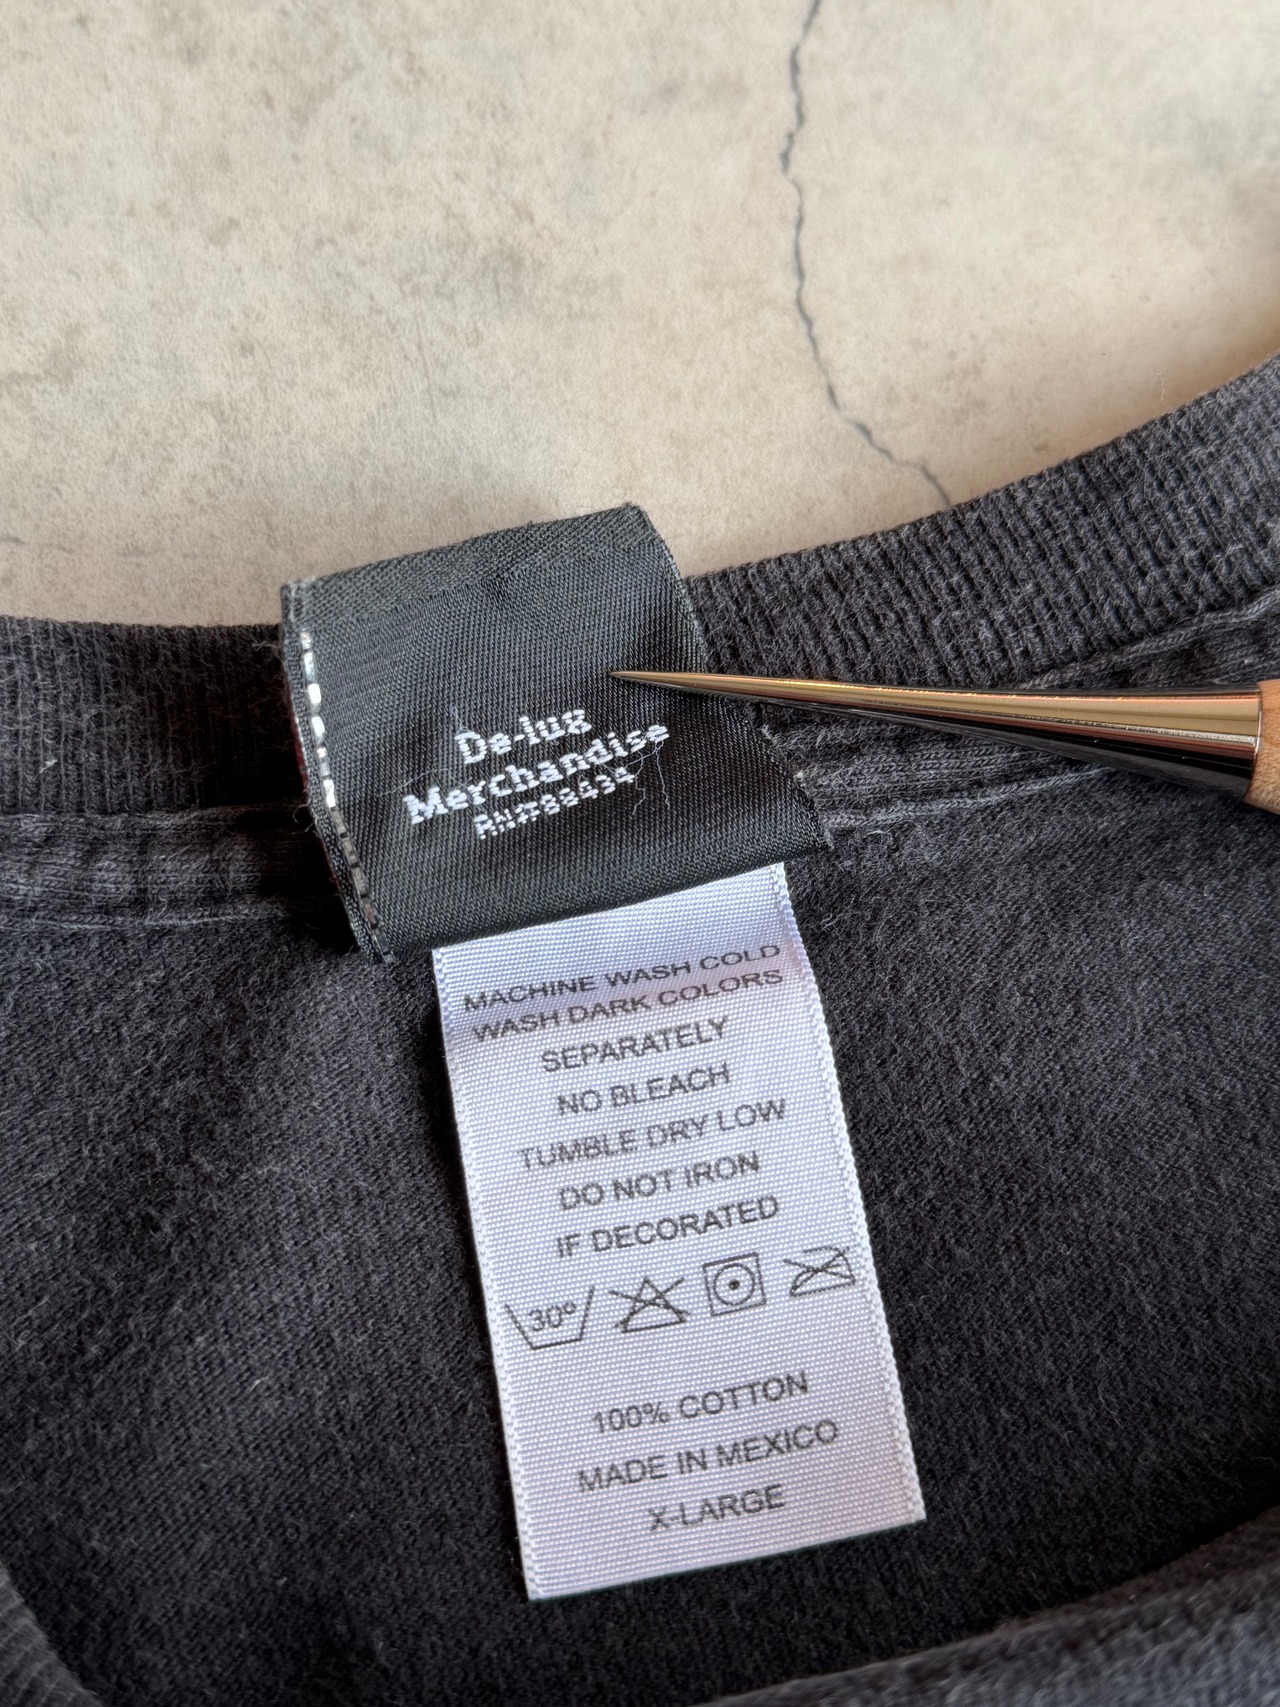 De-lux
Merchandise
MACHINE WASH COLD
WASH DARK COLORS
SEPARATELY
NO BLEACH
TUMBLE DRY LOW
DO NOT IRON
IF DECORATED
30°
100% COTTON
MADE IN MEXICO
X-LARGE